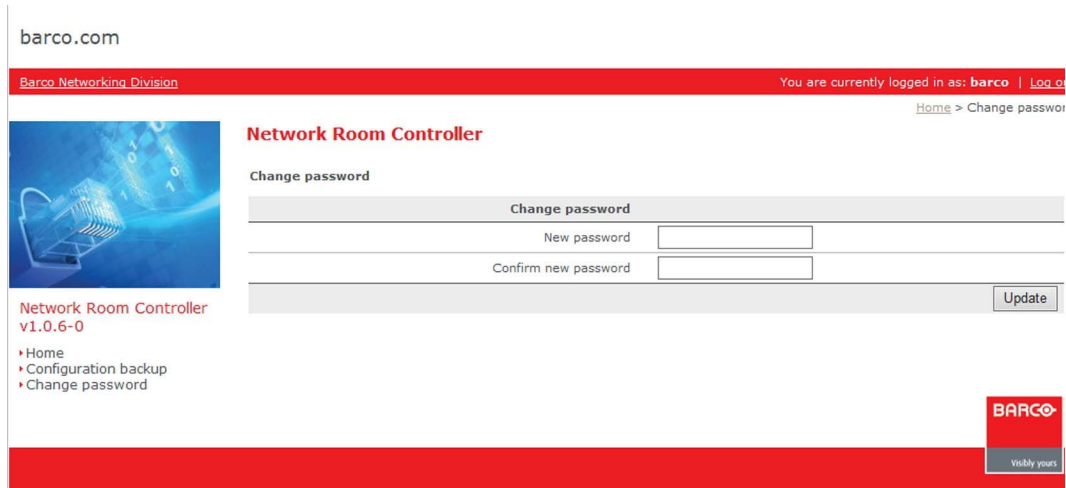 barco.com
Barco Networking Division
You are currently logged in as: barco | Log
Home > Change
Network Room Controller
Change password
Change password
New password
Confirm new password
Update
Network Room Controller
v1.0.6-0
Home
Configuration backup
Change password
BARCO
Visibly yours